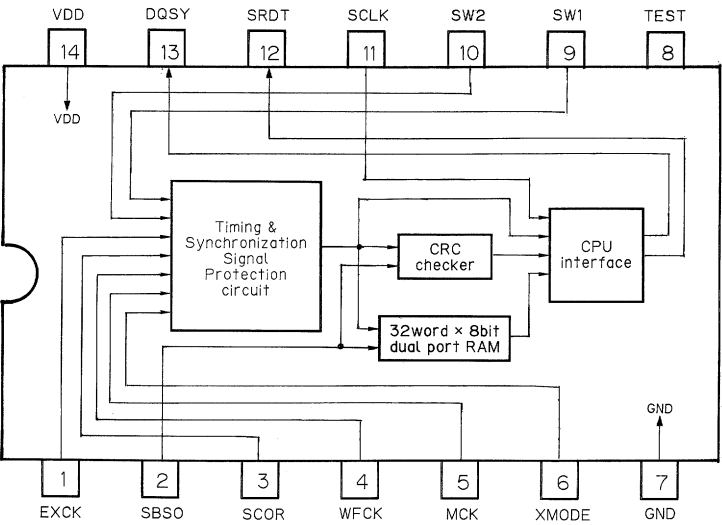 VDD DQSY SRDT SCLK SW2 SW1 TEST
14 13 12 11 10 9 8
VDD
Timing &
Synchronization
Signal
Protection
circuit
CRC
checker
CPU
interface
32word × 8bit
dual port RAM
GND
1 2 3 4 5 6 7
EXCK SBSO SCOR WFCK MCK XMODE GND